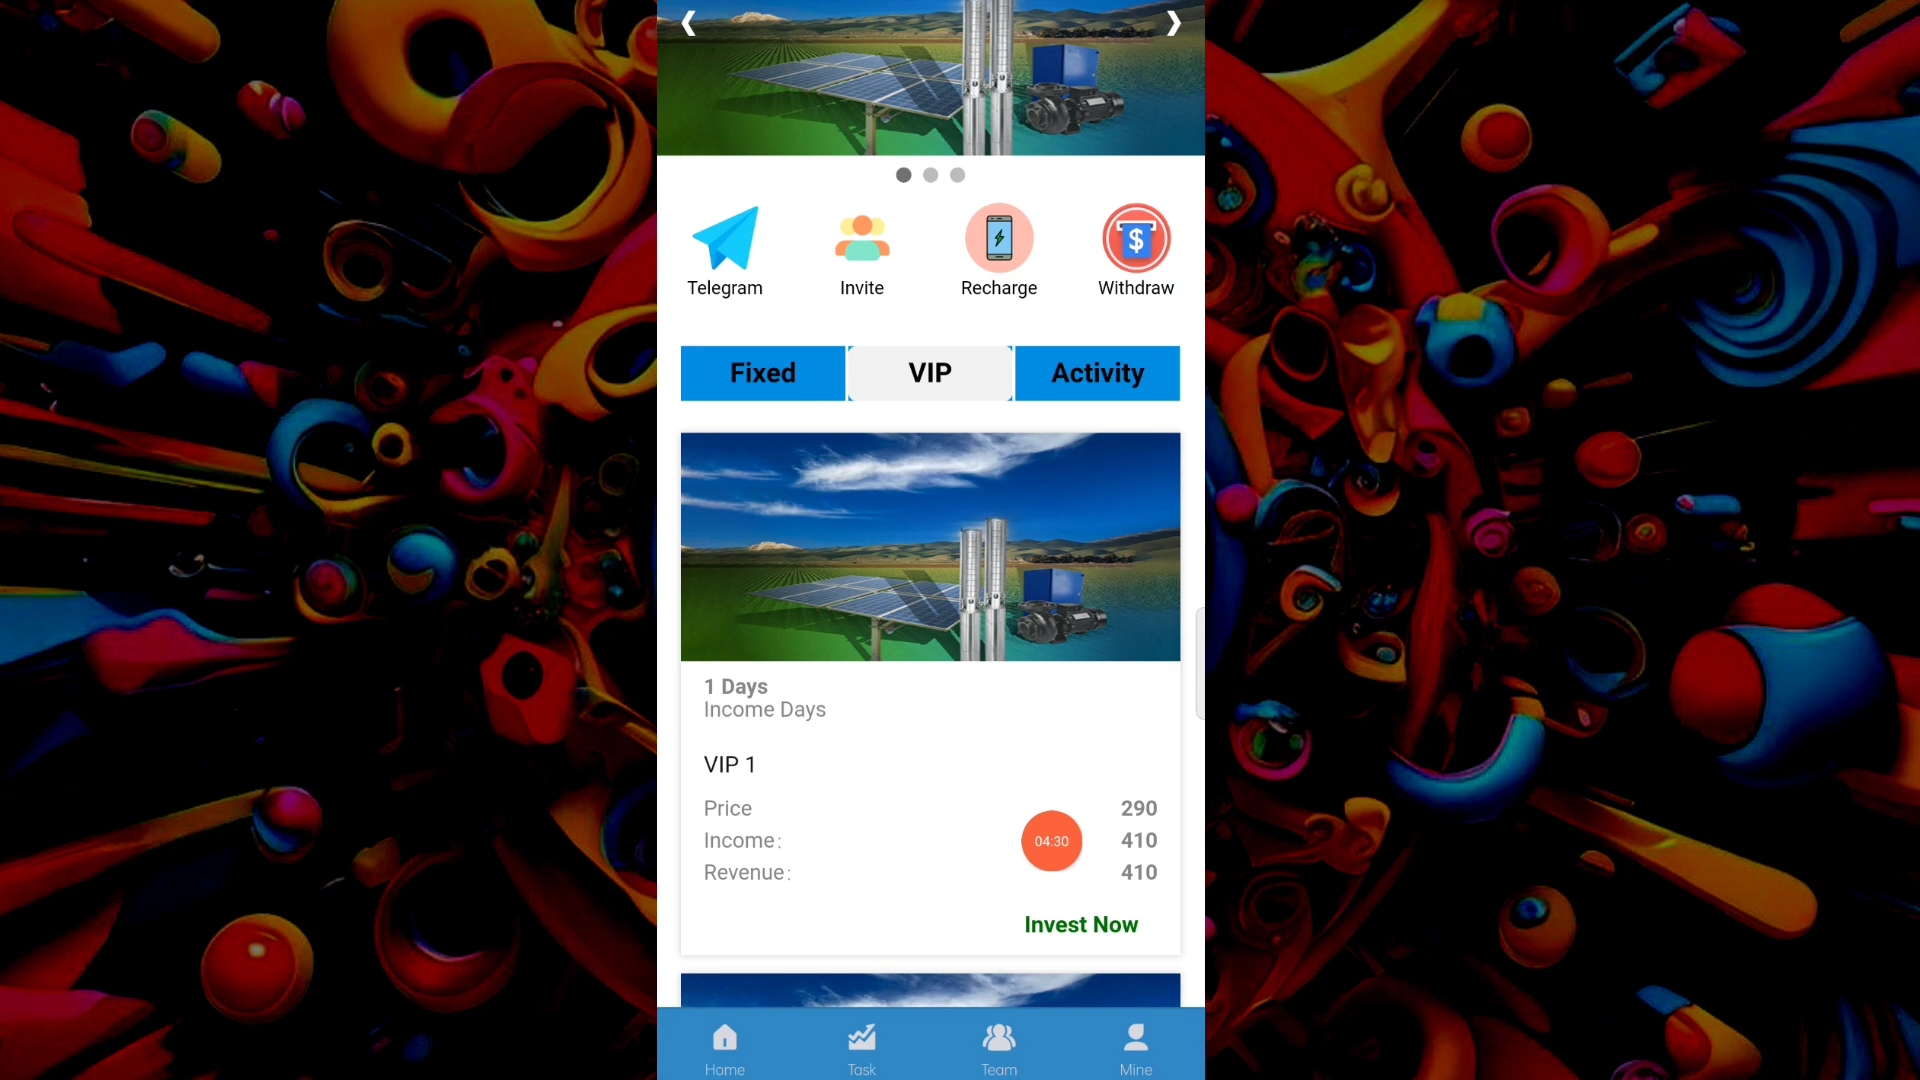 Telegram Invite Recharge Withdraw
Fixed VIP Activity
1 Days
Income Days
VIP 1
Price 290
Income: 04:30 410
Revenue: 410
Invest Now
Home Task Team Mine